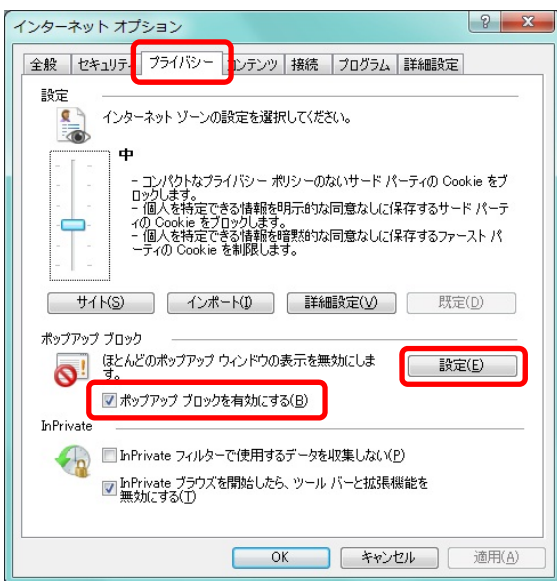 インターネット オプション
全般 セキュリティ プライバシー コンテンツ 接続 プログラム 詳細設定
設定
インターネット ゾーンの設定を選択してください。
中
- コンパクトなプライバシー ポリシーのないサード パーティの Cookie をブ
ロックします。
- 個人を特定できる情報を明示的な同意なしに保存するサード パーテ
ィの Cookie をブロックします。
- 個人を特定できる情報を暗黙的な同意なしに保存するファースト パ
ーティの Cookie を制限します。
サイト(S) インポート(I) 詳細設定(V) 既定(D)
ポップアップ ブロック
ほとんどのポップアップ ウィンドウの表示を無効にしま
す。
設定(E)
ポップアップ ブロックを有効にする(B)
InPrivate
InPrivate フィルターで使用するデータを収集しない(P)
InPrivate ブラウズを開始したら、ツール バーと拡張機能を
無効にする(T)
OK キャンセル 適用(A)